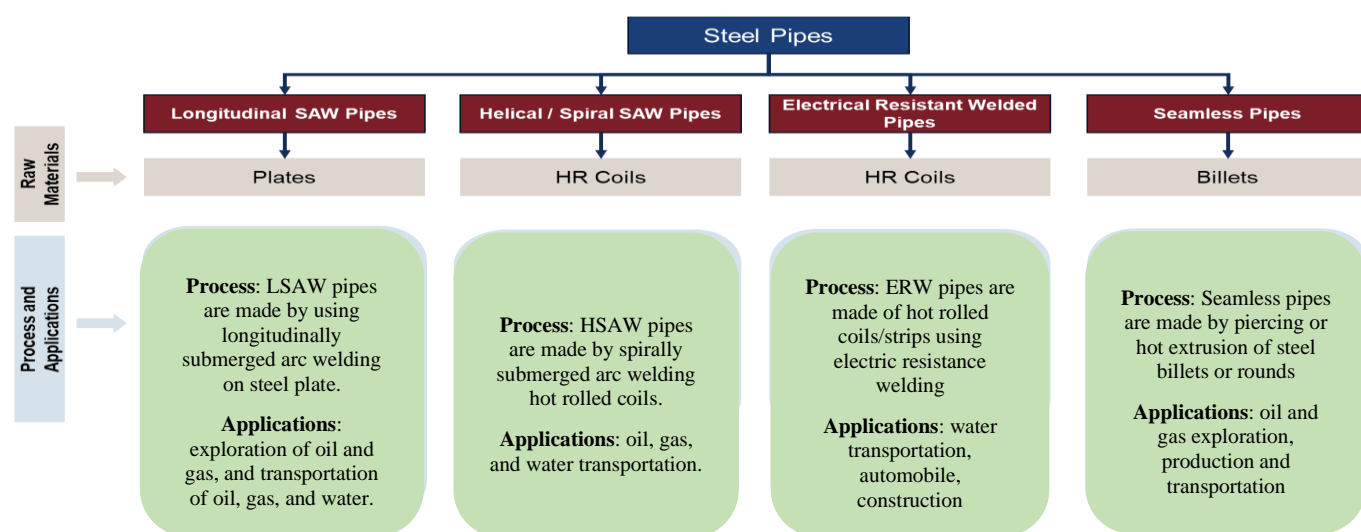 Steel Pipes
Longitudinal SAW Pipes
Helical / Spiral SAW Pipes
Electrical Resistant Welded
Pipes
Seamless Pipes
Raw
Materials
Plates
HR Coils
HR Coils
Billets
Process and
Applications
Process: LSAW pipes
are made by using
longitudinally
submerged arc welding
on steel plate.
Applications:
exploration of oil and
gas, and transportation
of oil, gas, and water.
Process: HSAW pipes
are made by spirally
submerged arc welding
hot rolled coils.
Applications: oil, gas,
and water transportation.
Process: ERW pipes are
made of hot rolled
coils/strips using
electric resistance
welding
Applications: water
transportation,
automobile,
construction
Process: Seamless pipes
are made by piercing or
hot extrusion of steel
billets or rounds
Applications: oil and
gas exploration,
production and
transportation